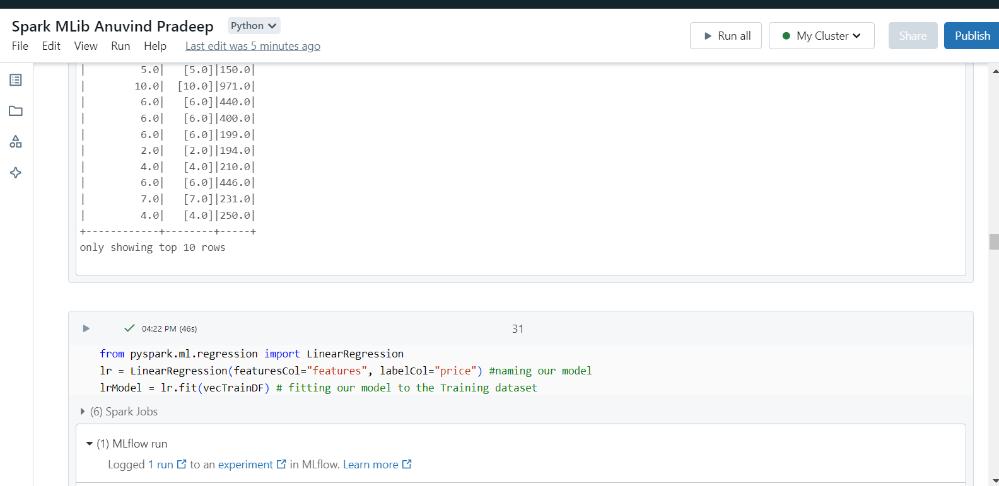 Spark MLib Anuvind Pradeep Python
File Edit View Run Help Last edit was 5 minutes ago
Run all My Cluster Share Publish
| 5.0| [5.0]|150.0|
| 10.0| [10.0]|971.0|
| 6.0| [6.0]|440.0|
| 6.0| [6.0]|400.0|
| 6.0| [6.0]|199.0|
| 2.0| [2.0]|194.0|
| 4.0| [4.0]|210.0|
| 6.0| [6.0]|446.0|
| 7.0| [7.0]|231.0|
| 4.0| [4.0]|250.0|
+------------+--------+-----+
only showing top 10 rows
04:22 PM (46s) 31
from pyspark.ml.regression import LinearRegression
lr = LinearRegression(featuresCol="features", labelCol="price") #naming our model
lrModel = lr.fit(vecTrainDF) # fitting our model to the Training dataset
(6) Spark Jobs
(1) MLflow run
Logged 1 run to an experiment in MLflow. Learn more